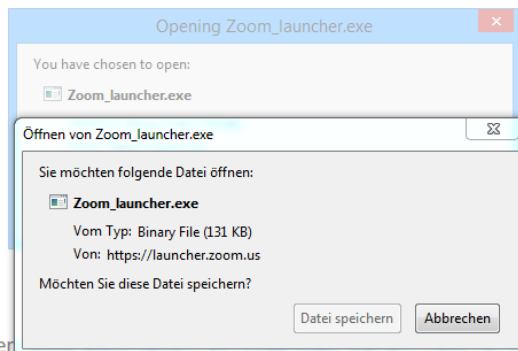 Opening Zoom_launcher.exe
You have chosen to open:
Zoom_launcher.exe
Öffnen von Zoom_launcher.exe
Sie möchten folgende Datei öffnen:
Zoom_launcher.exe
Vom Typ: Binary File (131 KB)
Von: https://launcher.zoom.us
Möchten Sie diese Datei speichern?
Datei speichern Abbrechen